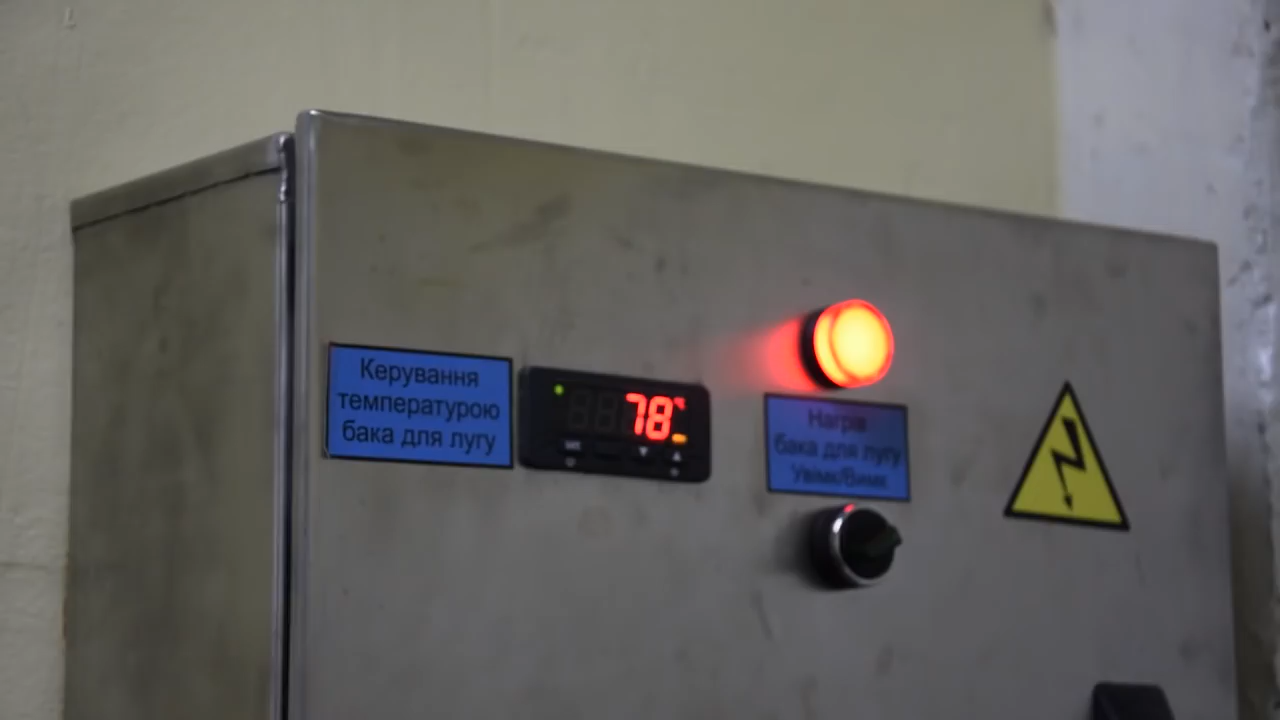 Керування
температурою
бака для лугу
78
Нагрів
бака для лугу
Увімк/Вимк